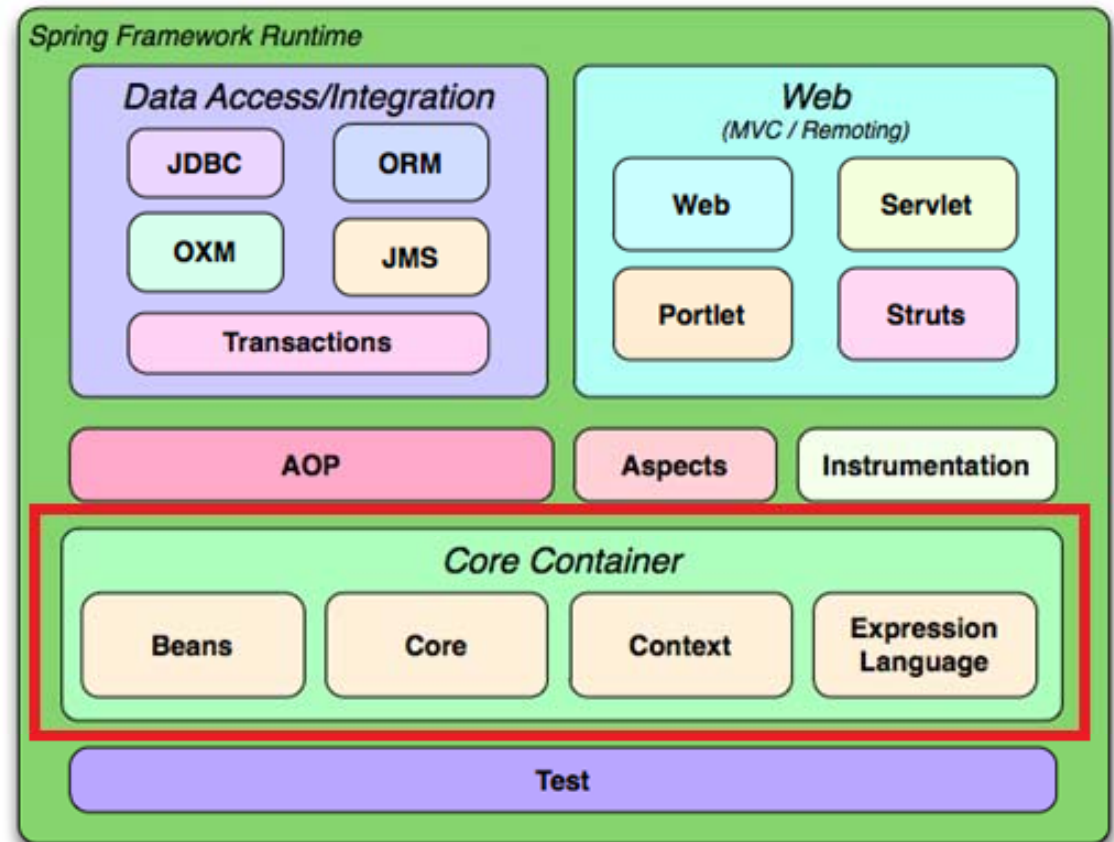 Spring Framework Runtime
Data Access/Integration
JDBC
ORM
OXM
JMS
Transactions
Web
(MVC / Remoting)
Web
Servlet
Portlet
Struts
AOP
Aspects
Instrumentation
Core Container
Beans
Core
Context
Expression
Language
Test